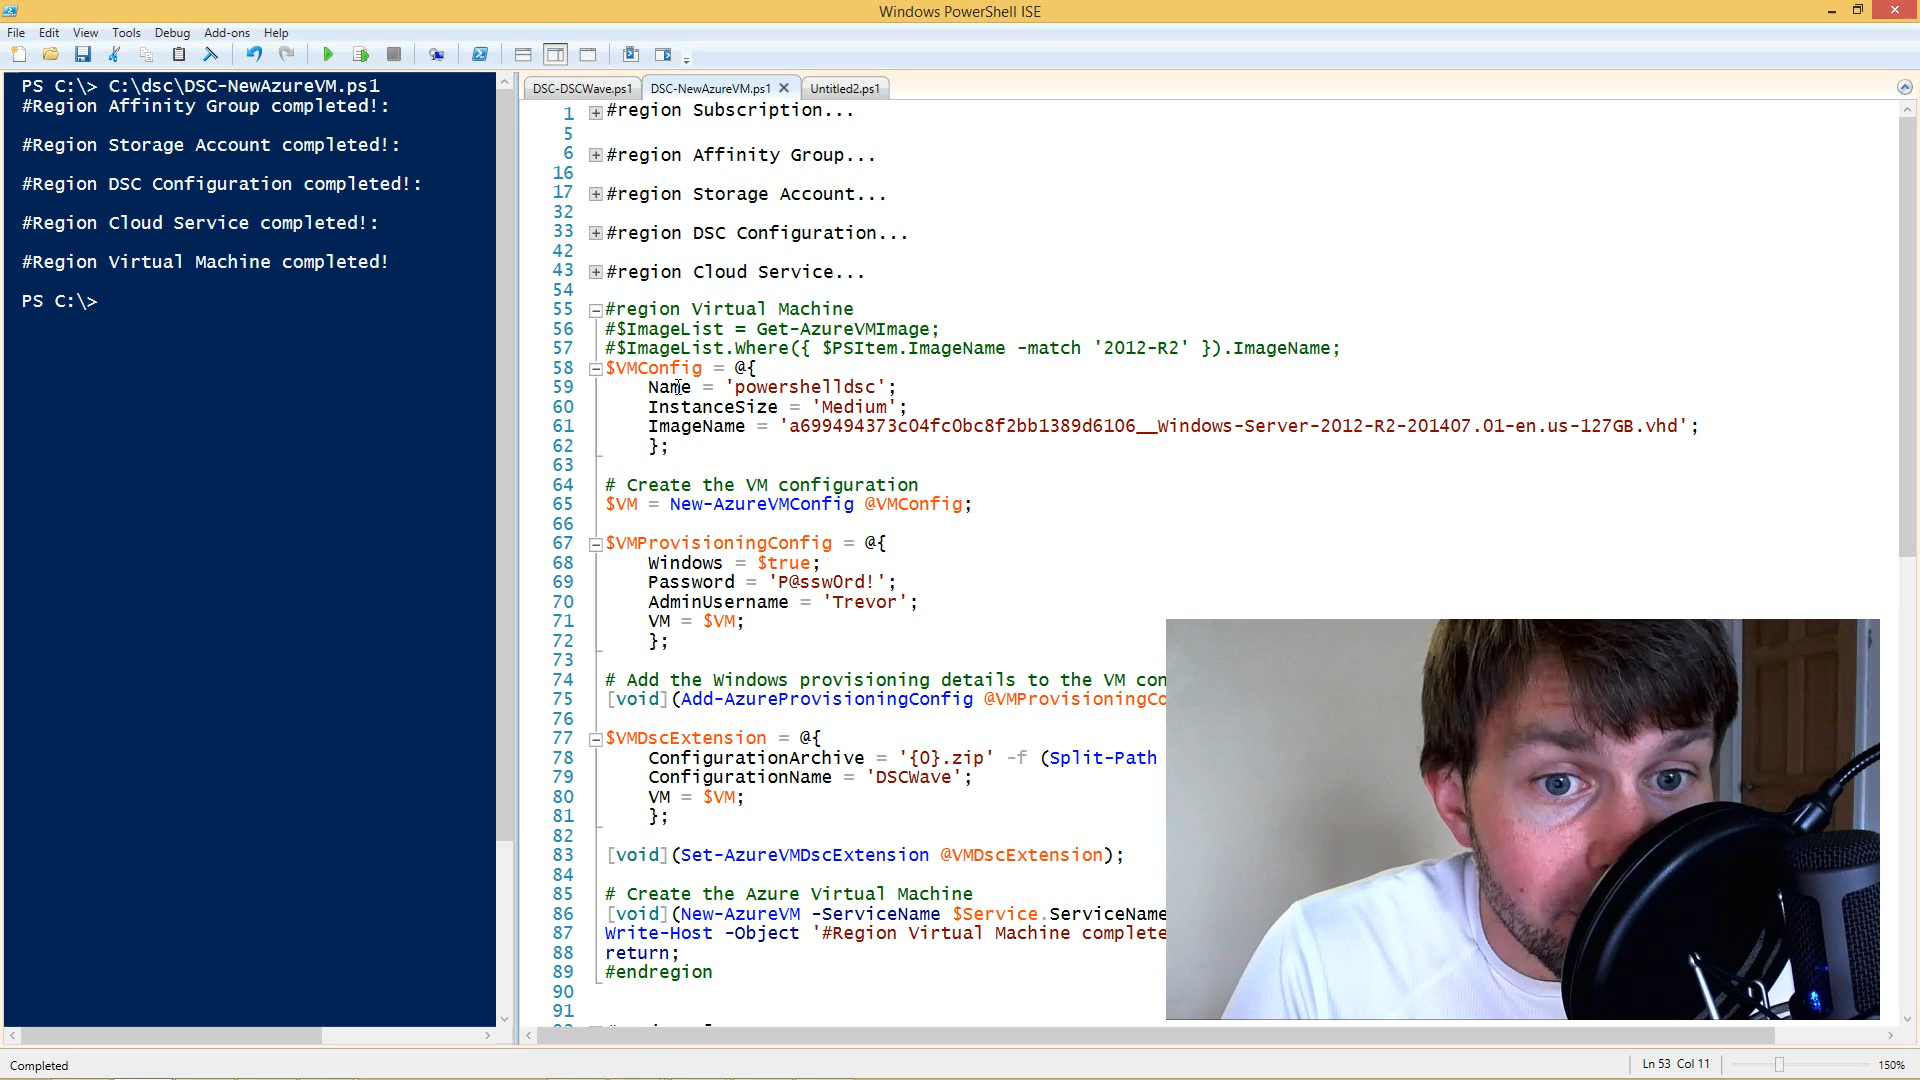 Windows PowerShell ISE
File Edit View Tools Debug Add-ons Help
PS C:\> C:\dsc\DSC-NewAzureVM.ps1
#Region Affinity Group completed!:
#Region Storage Account completed!:
#Region DSC Configuration completed!:
#Region Cloud Service completed!:
#Region Virtual Machine completed!
PS C:\>
DSC-DSCWave.ps1 DSC-NewAzureVM.ps1 Untitled2.ps1
1 #region Subscription...
5
6 #region Affinity Group...
16
17 #region Storage Account...
32
33 #region DSC Configuration...
42
43 #region Cloud Service...
54
55 #region Virtual Machine
56 #$ImageList = Get-AzureVMImage;
57 #$ImageList.Where({ $PSItem.ImageName -match '2012-R2' }).ImageName;
58 $VMConfig = @{
59 Name = 'powershelldsc';
60 InstanceSize = 'Medium';
61 ImageName = 'a699494373c04fc0bc8f2bb1389d6106__Windows-Server-2012-R2-201407.01-en.us-127GB.vhd';
62 };
63
64 # Create the VM configuration
65 $VM = New-AzureVMConfig @VMConfig;
66
67 $VMProvisioningConfig = @{
68 Windows = $true;
69 Password = 'P@ssw0rd!';
70 AdminUsername = 'Trevor';
71 VM = $VM;
72 };
73
74 # Add the Windows provisioning details to the VM con
75 [void](Add-AzureProvisioningConfig @VMProvisioningCo
76
77 $VMDscExtension = @{
78 ConfigurationArchive = '{0}.zip' -f (Split-Path
79 ConfigurationName = 'DSCWave';
80 VM = $VM;
81 };
82
83 [void](Set-AzureVMDscExtension @VMDscExtension);
84
85 # Create the Azure Virtual Machine
86 [void](New-AzureVM -ServiceName $Service.ServiceName
87 Write-Host -Object '#Region Virtual Machine complete
88 return;
89 #endregion
90
91
Completed
Ln 53 Col 11
150%